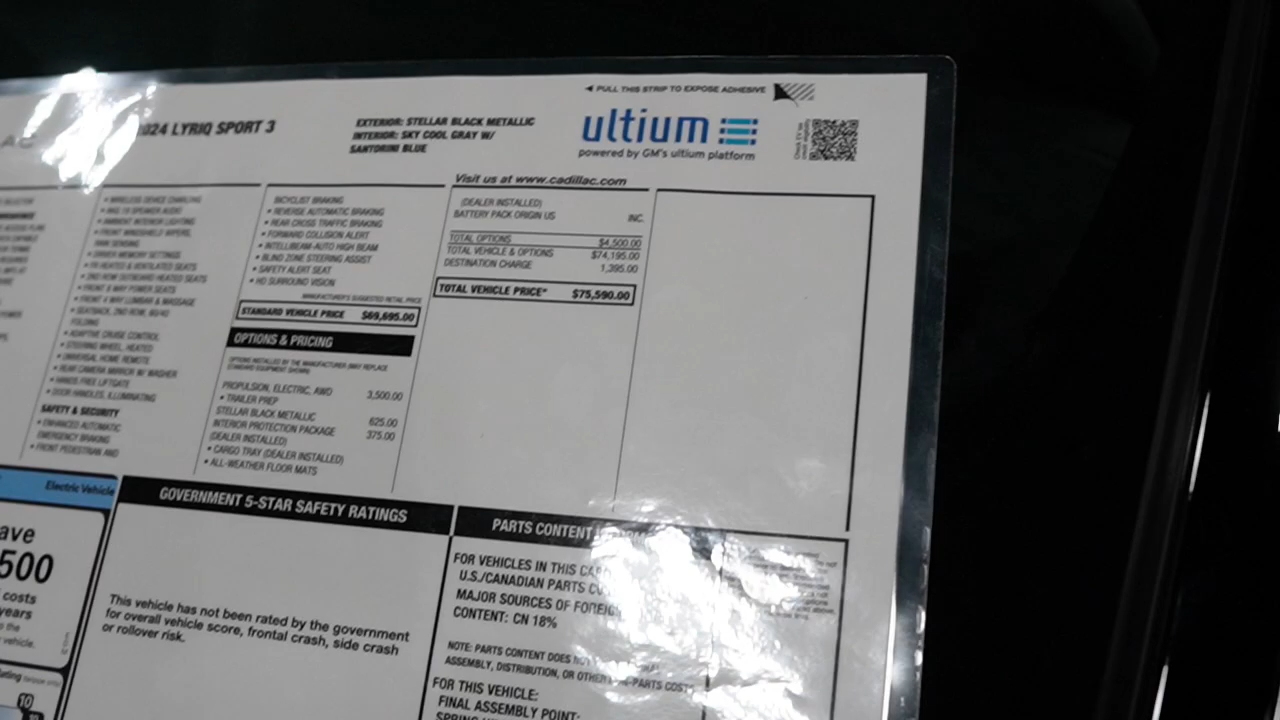 ◄ PULL THIS STRIP TO EXPOSE ADHESIVE
2024 LYRIQ SPORT 3
EXTERIOR: STELLAR BLACK METALLIC
INTERIOR: SKY COOL GRAY W/
SANTORINI BLUE
ultium
powered by GM's ultium platform
Visit us at www.cadillac.com
• WIRELESS DEVICE CHARGING
• AKG 19 SPEAKER AUDIO
• AMBIENT INTERIOR LIGHTING
• FRONT WINDSHIELD WIPERS,
RAIN SENSING
• DRIVER MEMORY SETTINGS
• FR HEATED & VENTILATED SEATS
• 2ND ROW OUTBOARD HEATED SEATS
• FRONT 8 WAY POWER SEATS
• FRONT 4 WAY LUMBAR & MASSAGE
• SEATBACK, 2ND ROW, 60/40
FOLDING
• ADAPTIVE CRUISE CONTROL
• STEERING WHEEL, HEATED
• UNIVERSAL HOME REMOTE
• REAR CAMERA MIRROR W/ WASHER
• HANDS FREE LIFTGATE
• DOOR HANDLES, ILLUMINATING
SAFETY & SECURITY
• ENHANCED AUTOMATIC
EMERGENCY BRAKING
• FRONT PEDESTRIAN AND
BICYCLIST BRAKING
• REVERSE AUTOMATIC BRAKING
• REAR CROSS TRAFFIC BRAKING
• FORWARD COLLISION ALERT
• INTELLIBEAM-AUTO HIGH BEAM
• BLIND ZONE STEERING ASSIST
• SAFETY ALERT SEAT
• HD SURROUND VISION
MANUFACTURER'S SUGGESTED RETAIL PRICE
STANDARD VEHICLE PRICE $69,695.00
OPTIONS & PRICING
OPTIONS INSTALLED BY THE MANUFACTURER (MAY REPLACE
STANDARD EQUIPMENT SHOWN)
PROPULSION, ELECTRIC, AWD 3,500.00
• TRAILER PREP
STELLAR BLACK METALLIC 625.00
INTERIOR PROTECTION PACKAGE 375.00
(DEALER INSTALLED)
• CARGO TRAY (DEALER INSTALLED)
• ALL-WEATHER FLOOR MATS
(DEALER INSTALLED)
BATTERY PACK ORIGIN US INC.
TOTAL OPTIONS $4,500.00
TOTAL VEHICLE & OPTIONS $74,195.00
DESTINATION CHARGE 1,395.00
TOTAL VEHICLE PRICE* $75,590.00
Electric Vehicle
ave
500
costs
years
the
vehicle.
10
GOVERNMENT 5-STAR SAFETY RATINGS
This vehicle has not been rated by the government
for overall vehicle score, frontal crash, side crash
or rollover risk.
PARTS CONTENT
FOR VEHICLES IN THIS
U.S./CANADIAN PARTS
MAJOR SOURCES OF FOREIGN
CONTENT: CN 18%
NOTE: PARTS CONTENT DOES
ASSEMBLY, DISTRIBUTION, OR OTHER
FOR THIS VEHICLE:
FINAL ASSEMBLY POINT: